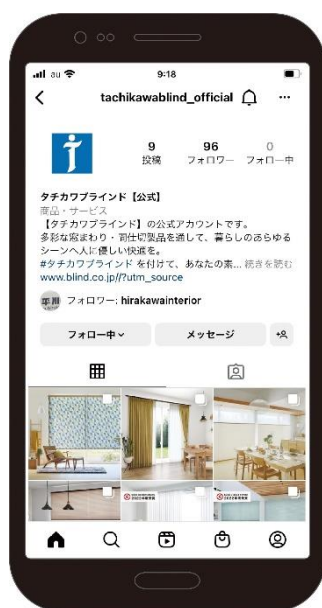 au 9:18
tachikawablind_official
9 96 0
投稿 フォロワー フォロー中
タチカワブラインド【公式】
商品・サービス
【タチカワブラインド】の公式アカウントです。
多彩な窓まわり・間仕切製品を通して、暮らしのあらゆる
シーンへ人に優しい快適を。
#タチカワブラインド を付けて、あなたの素... 続きを読む
www.blind.co.jp/?utm_source
フォロワー: hirakawainterior
フォロー中 メッセージ